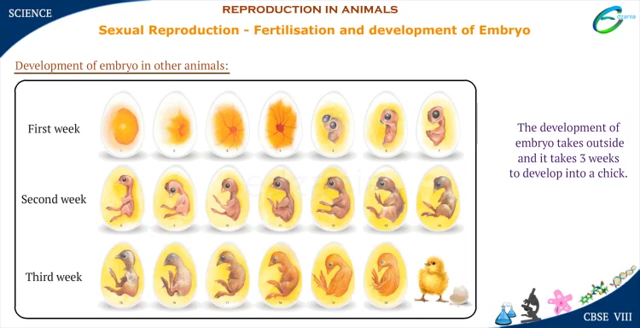 SCIENCE
REPRODUCTION IN ANIMALS
Sexual Reproduction - Fertilisation and development of Embryo
Development of embryo in other animals:
First week
Second week
Third week
The development of
embryo takes outside
and it takes 3 weeks
to develop into a chick.
CBSE VIII